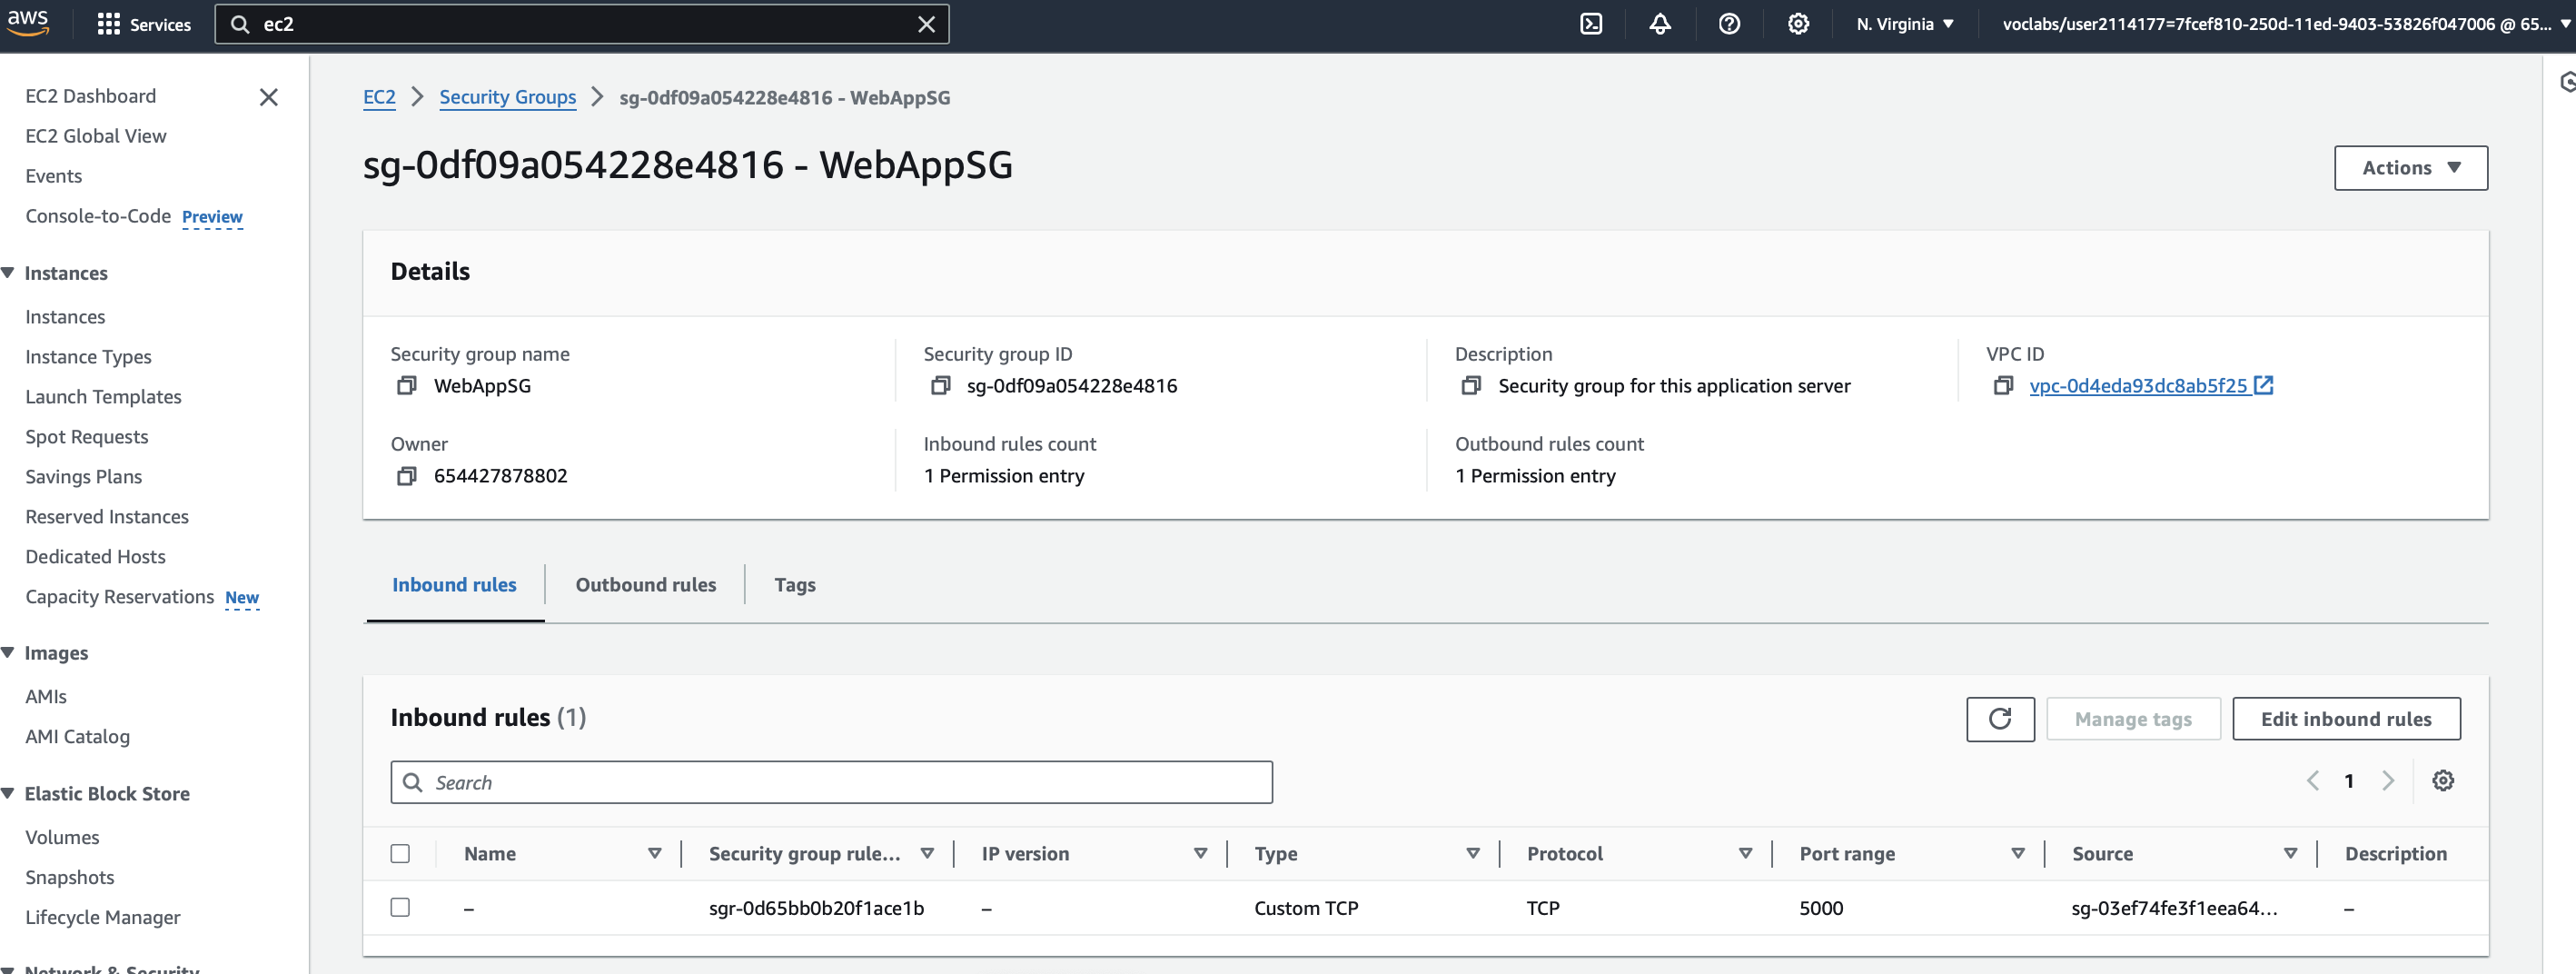 aws
Services
ec2
N. Virginia
voclabs/user2114177=7fcef810-250d-11ed-9403-53826f047006 @ 65...
EC2 Dashboard
EC2 Global View
Events
Console-to-Code Preview
Instances
Instances
Instance Types
Launch Templates
Spot Requests
Savings Plans
Reserved Instances
Dedicated Hosts
Capacity Reservations New
Images
AMIs
AMI Catalog
Elastic Block Store
Volumes
Snapshots
Lifecycle Manager
Network & Security
EC2 > Security Groups > sg-0df09a054228e4816 - WebAppSG
sg-0df09a054228e4816 - WebAppSG
Actions
Details
Security group name
WebAppSG
Security group ID
sg-0df09a054228e4816
Description
Security group for this application server
VPC ID
vpc-0d4eda93dc8ab5f25
Owner
654427878802
Inbound rules count
1 Permission entry
Outbound rules count
1 Permission entry
Inbound rules
Outbound rules
Tags
Inbound rules (1)
Manage tags
Edit inbound rules
Search
1
Name Security group rule... IP version Type Protocol Port range Source Description
– sgr-0d65bb0b20f1ace1b – Custom TCP TCP 5000 sg-03ef74fe3f1eea64... –